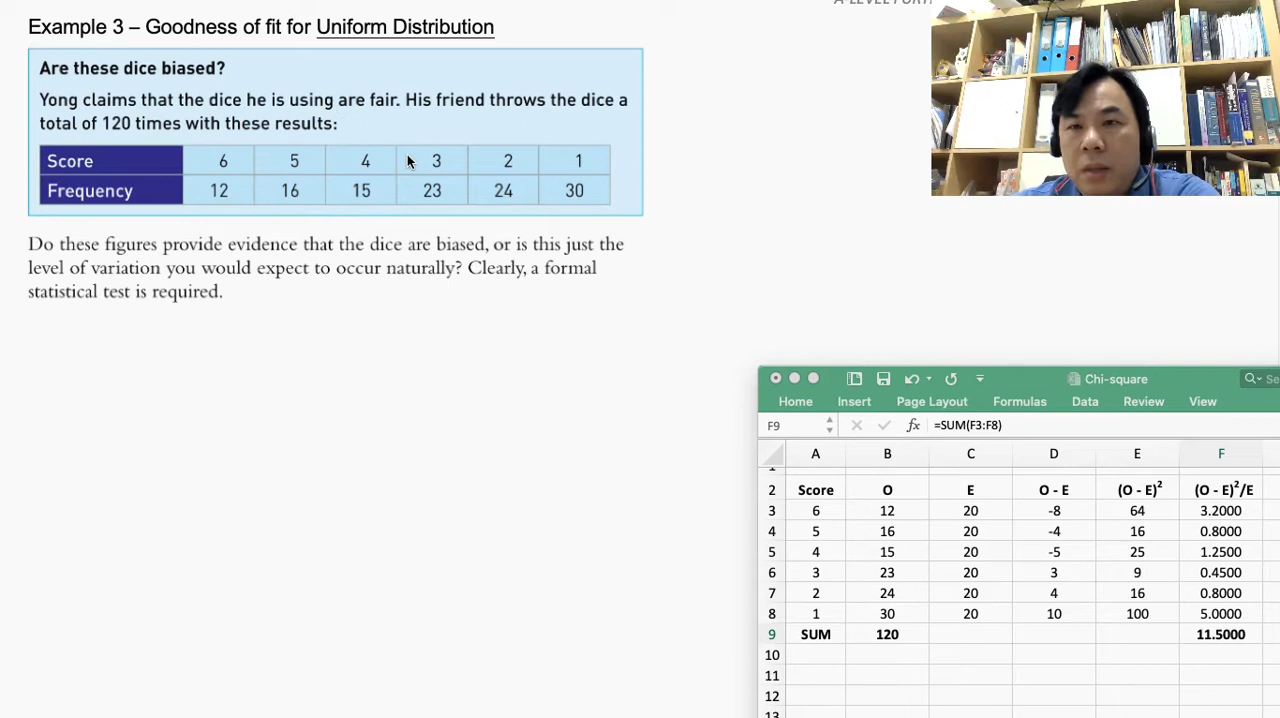 A-LEVEL FURT
Example 3 – Goodness of fit for Uniform Distribution
Are these dice biased?
Yong claims that the dice he is using are fair. His friend throws the dice a
total of 120 times with these results:
Score 6 5 4 3 2 1
Frequency 12 16 15 23 24 30
Do these figures provide evidence that the dice are biased, or is this just the
level of variation you would expect to occur naturally? Clearly, a formal
statistical test is required.
Chi-square
Home Insert Page Layout Formulas Data Review View
F9 fx =SUM(F3:F8)
A B C D E F
1
2 Score O E O - E (O - E)² (O - E)²/E
3 6 12 20 -8 64 3.2000
4 5 16 20 -4 16 0.8000
5 4 15 20 -5 25 1.2500
6 3 23 20 3 9 0.4500
7 2 24 20 4 16 0.8000
8 1 30 20 10 100 5.0000
9 SUM 120 11.5000
10
11
12
13